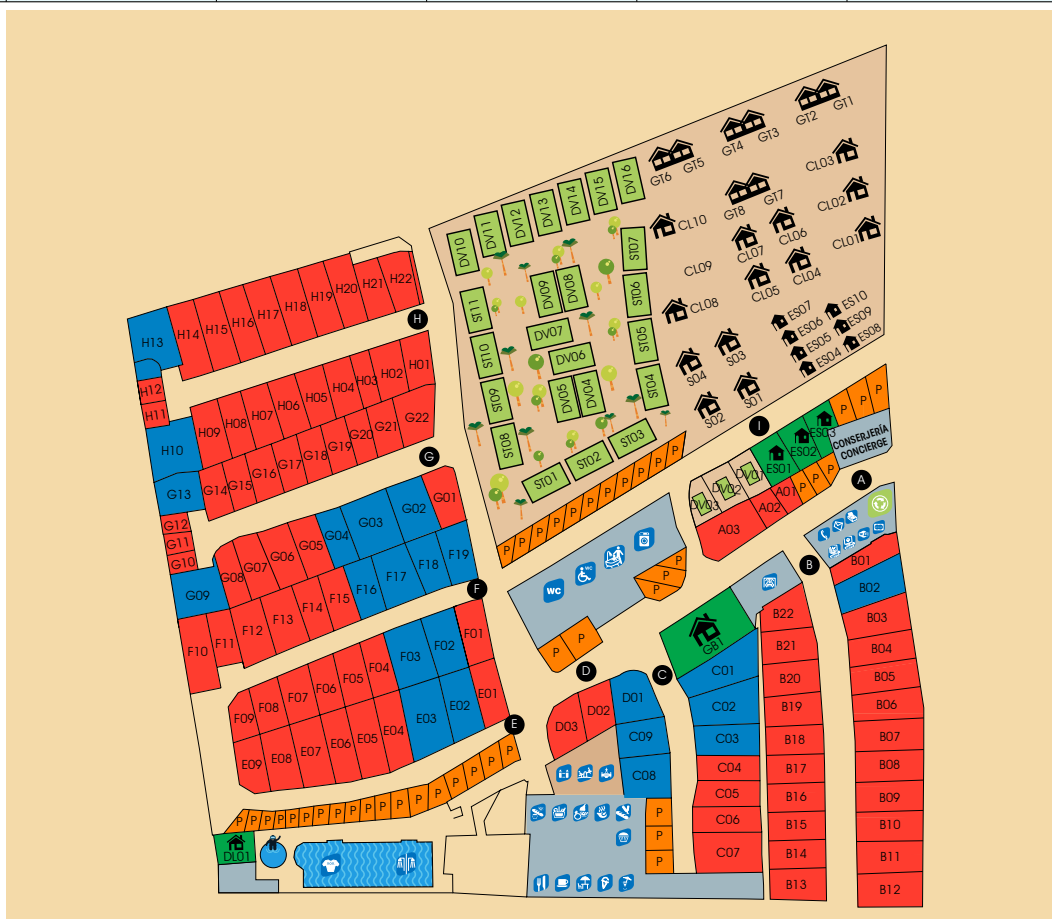 GT2 GT1
GT4 GT3
GT6 GT5
CL03
GT8 GT7
CL02
CL10
CL06
CL01
CL07
CL09
CL04
CL05
CL08
ES07 ES10
ES06 ES09
ES05 ES08
ES04
S03
S04
S01
S02
DV10 DV11 DV12 DV13 DV14 DV15 DV16
ST07
ST06
ST05
ST04
DV09 DV08
DV07
DV06
DV05 DV04
ST11
ST10
ST09
ST08
ST01 ST02 ST03
P P P P P P P P P P P
H13 H14 H15 H16 H17 H18 H19 H20 H21 H22
H
H12
H11
H10
H09 H08 H07 H06 H05 H04 H03 H02 H01
G13 G14 G15 G16 G17 G18 G19 G20 G21 G22
G
G12
G11
G10
G09
G08 G07 G06 G05 G04 G03 G02 G01
F10 F11 F12 F13 F14 F15 F16 F17 F18 F19
F
F09 F08 F07 F06 F05 F04 F03 F02 F01
E09 E08 E07 E06 E05 E04 E03 E02 E01
E
P P P P P P P P P P P P P P P P P P
DL01
I
ES01 ES02 ES03
P P P
CONSERJERÍA
CONCIERGE
DV03 DV02 DV01
A03 A02 A01
P P P
A
WC
WC
P
P
P
P P
D
D03 D02 D01
C
GB1
C01
C02
C03
C04
C05
C06
C07
C09
C08
P
P
P
B
B22
B21
B20
B19
B18
B17
B16
B15
B14
B13
B01
B02
B03
B04
B05
B06
B07
B08
B09
B10
B11
B12